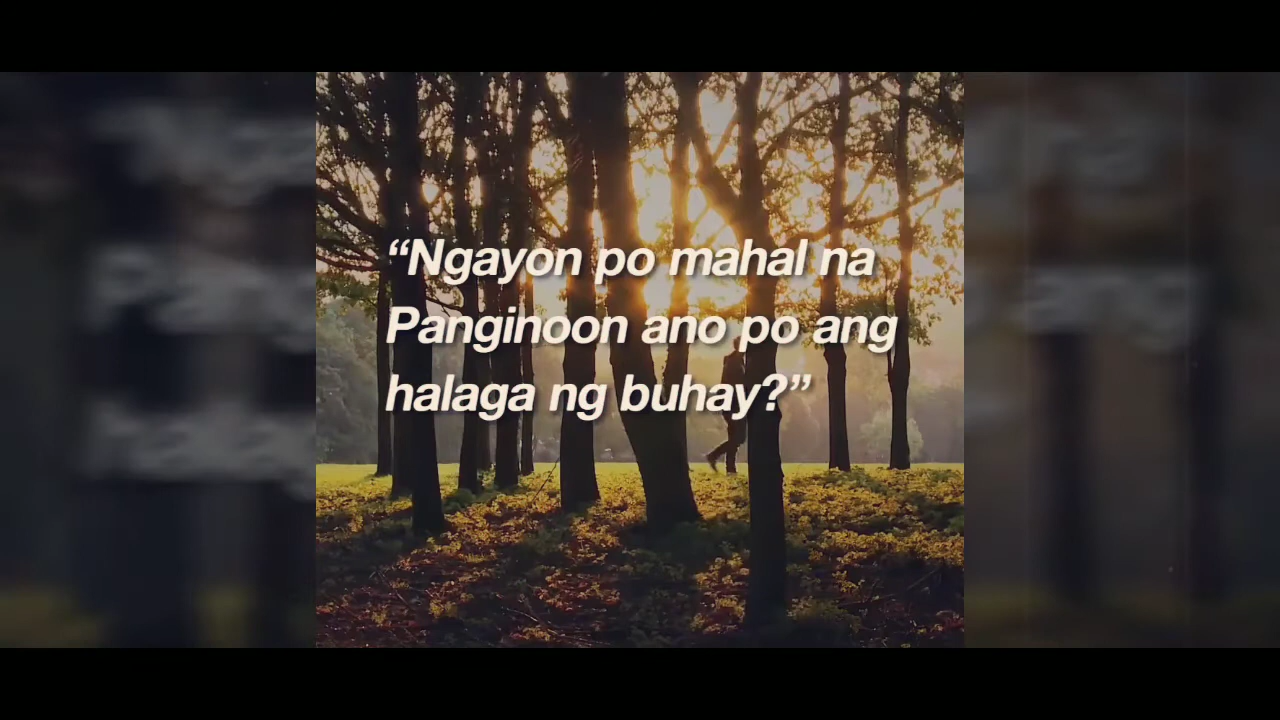 “Ngayon po mahal na
Panginoon ano po ang
halaga ng buhay?”